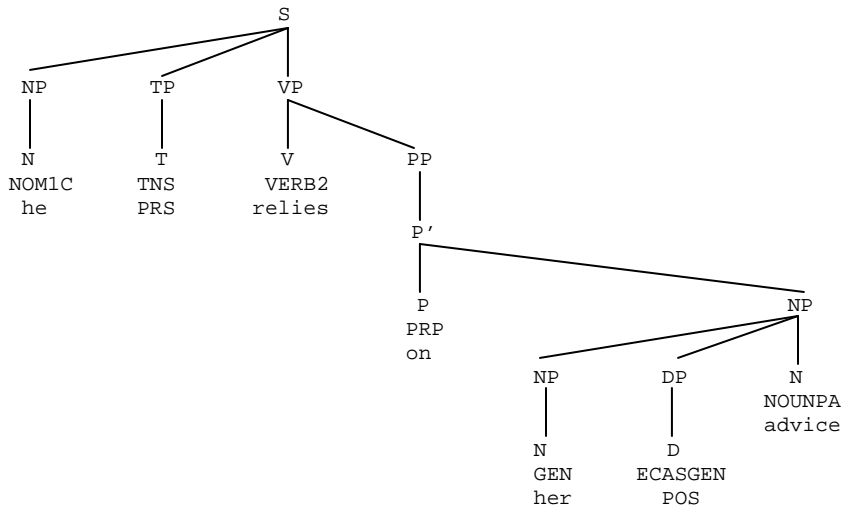 S
NP TP VP
N T V PP
NOM1C TNS VERB2
he PRS relies
P'
P NP
PRP
on
NP DP N
NOUNPA
advice
N D
GEN ECASGEN
her POS